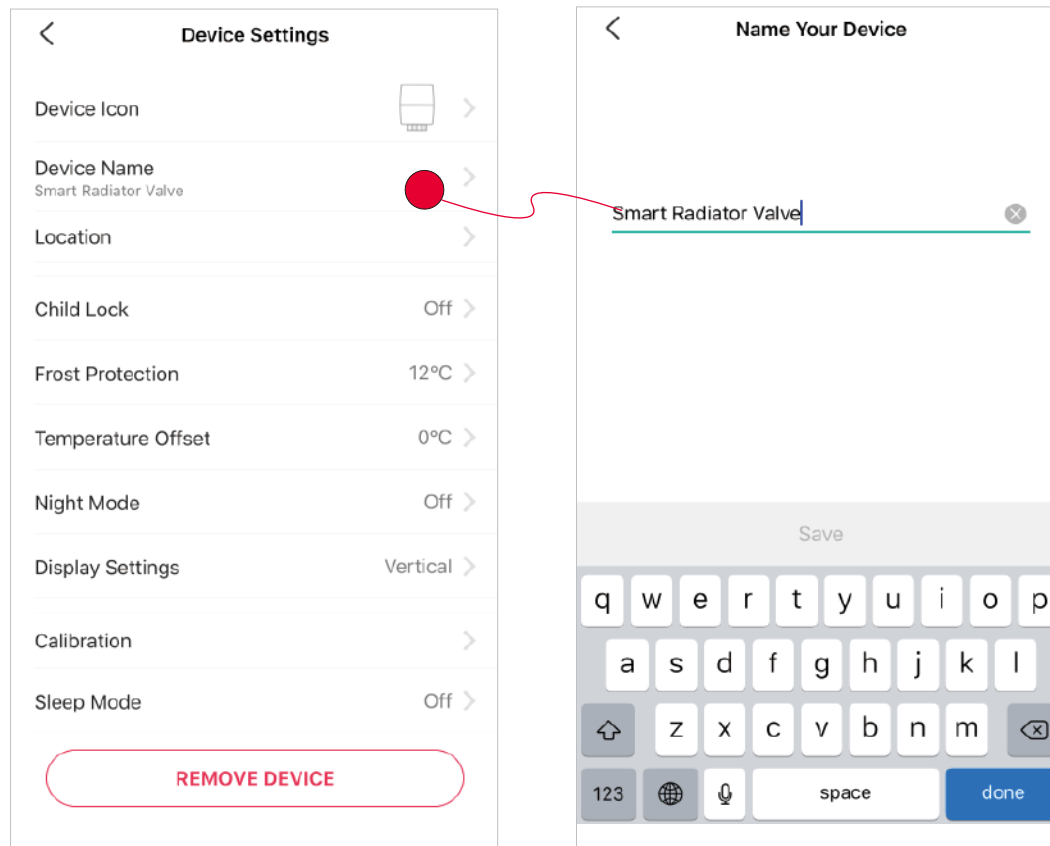 Device Settings
Device Icon
Device Name
Smart Radiator Valve
Location
Child Lock Off
Frost Protection 12°C
Temperature Offset 0°C
Night Mode Off
Display Settings Vertical
Calibration
Sleep Mode Off
REMOVE DEVICE
Name Your Device
Smart Radiator Valve
Save
q w e r t y u i o p
a s d f g h j k l
z x c v b n m
123 space done